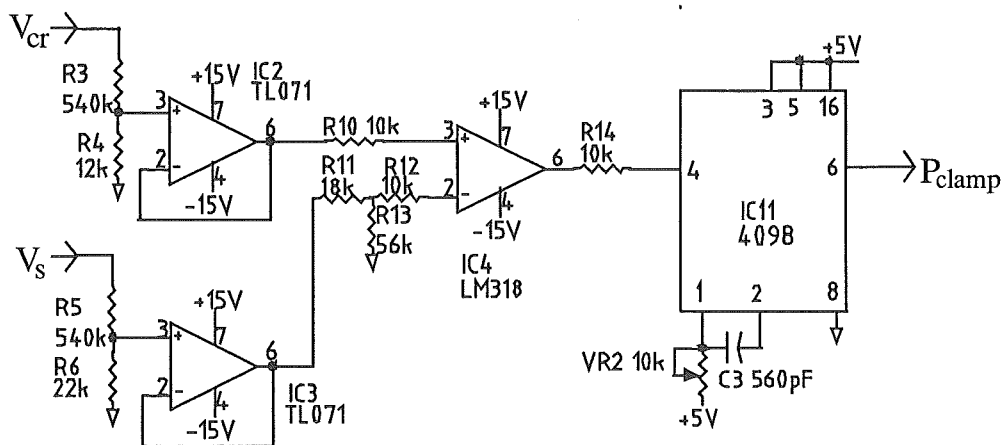 Vcr
R3
540k
R4
12k
3
+
2
-
+15V
7
IC2
TL071
6
4
-15V
R10 10k
R11
18k
R12
10k
R13
56k
3
+
2
-
+15V
7
6
4
-15V
IC4
LM318
R14
10k
+5V
3
5
16
4
6
Pclamp
IC11
4098
1
2
8
VR2 10k
C3 560pF
+5V
Vs
R5
540k
R6
22k
3
+
2
-
+15V
7
6
4
-15V
IC3
TL071